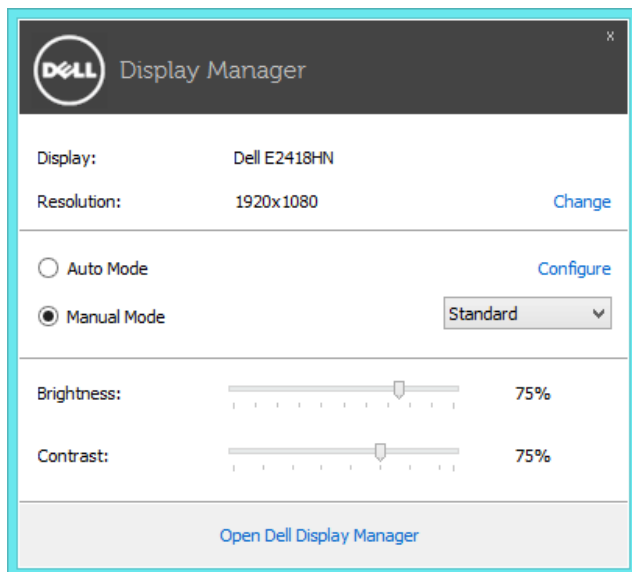 x
DELL Display Manager
Display: Dell E2418HN
Resolution: 1920x1080 Change
Auto Mode Configure
Manual Mode Standard
Brightness: 75%
Contrast: 75%
Open Dell Display Manager